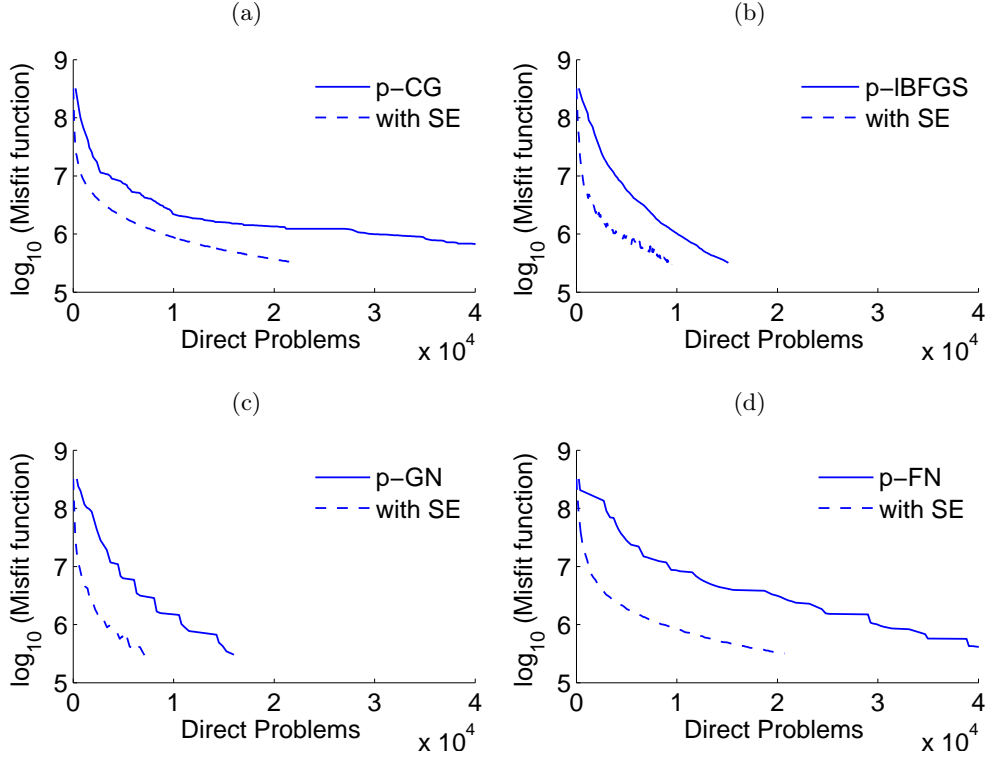 (a)
9
8
7
6
5
log10 (Misfit function)
p−CG
with SE
0 1 2 3 4
Direct Problems
x 10^4
(b)
9
8
7
6
5
log10 (Misfit function)
p−lBFGS
with SE
0 1 2 3 4
Direct Problems
x 10^4
(c)
9
8
7
6
5
log10 (Misfit function)
p−GN
with SE
0 1 2 3 4
Direct Problems
x 10^4
(d)
9
8
7
6
5
log10 (Misfit function)
p−FN
with SE
0 1 2 3 4
Direct Problems
x 10^4